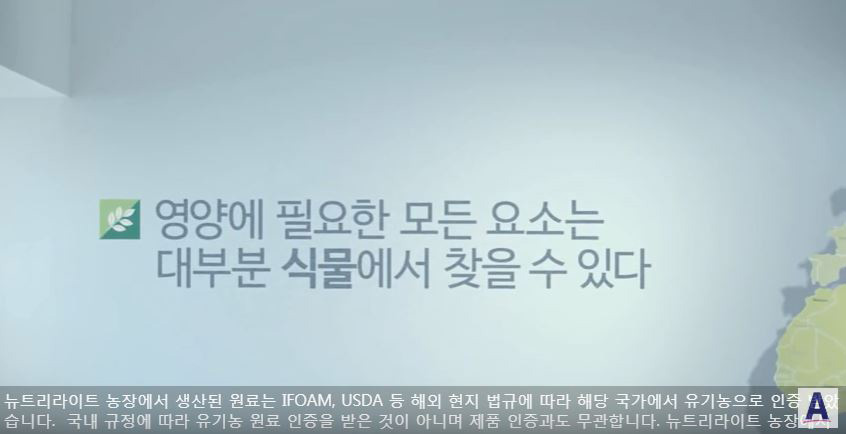 영양에 필요한 모든 요소는
대부분 식물에서 찾을 수 있다
뉴트리라이트 농장에서 생산된 원료는 IFOAM, USDA 등 해외 현지 법규에 따라 해당 국가에서 유기농으로 인증
습니다. 국내 규정에 따라 유기농 원료 인증을 받은 것이 아니며 제품 인증과도 무관합니다. 뉴트리라이트 농장에서
A